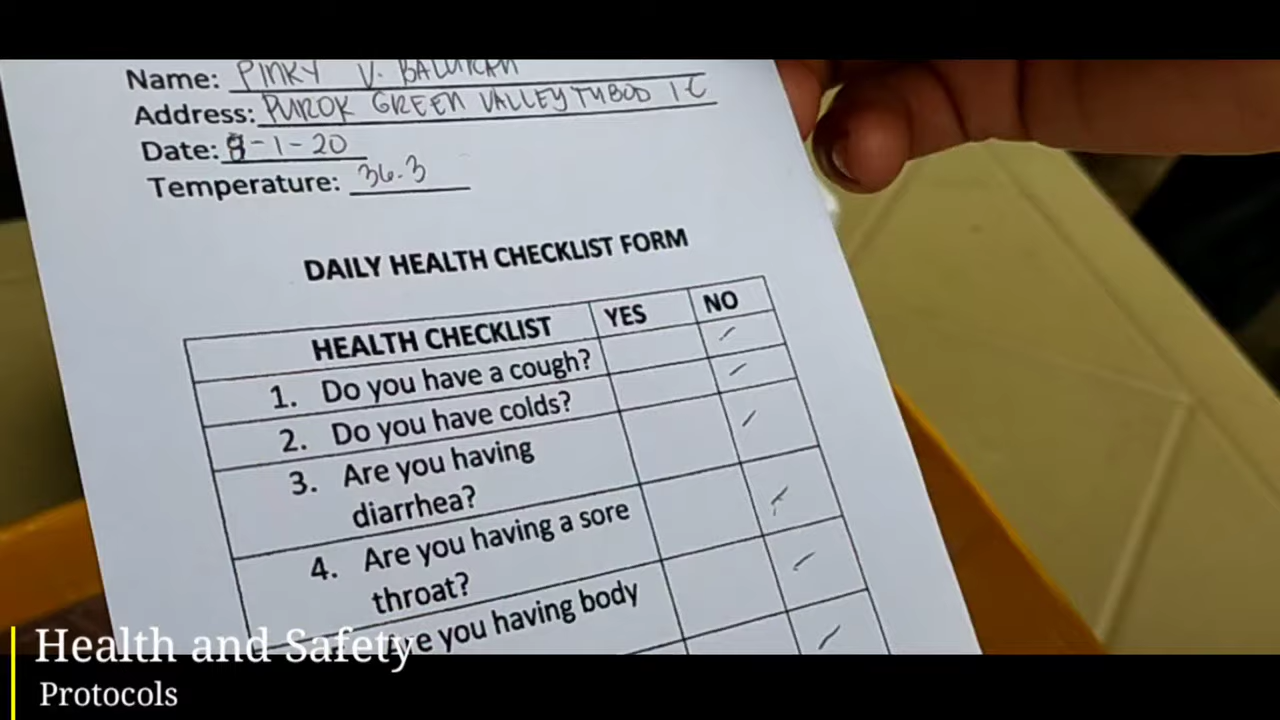 Name: PINKY V. BALUKAN
Address: PUROK GREEN VALLEY TUBOD I C
Date: 8-1-20
Temperature: 36.3
DAILY HEALTH CHECKLIST FORM
HEALTH CHECKLIST YES NO
1. Do you have a cough?
2. Do you have colds?
3. Are you having
diarrhea?
4. Are you having a sore
throat?
Are you having body
Health and Safety
Protocols